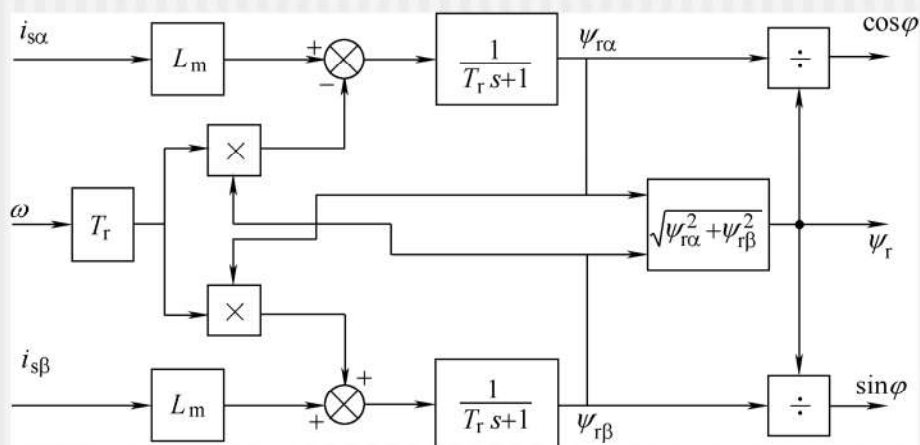 i_sα
L_m
+
−
1
T_r s+1
ψ_rα
÷
cosφ
×
ω
T_r
√ψ_rα² +ψ_rβ²
ψ_r
×
i_sβ
L_m
+
+
1
T_r s+1
ψ_rβ
÷
sinφ